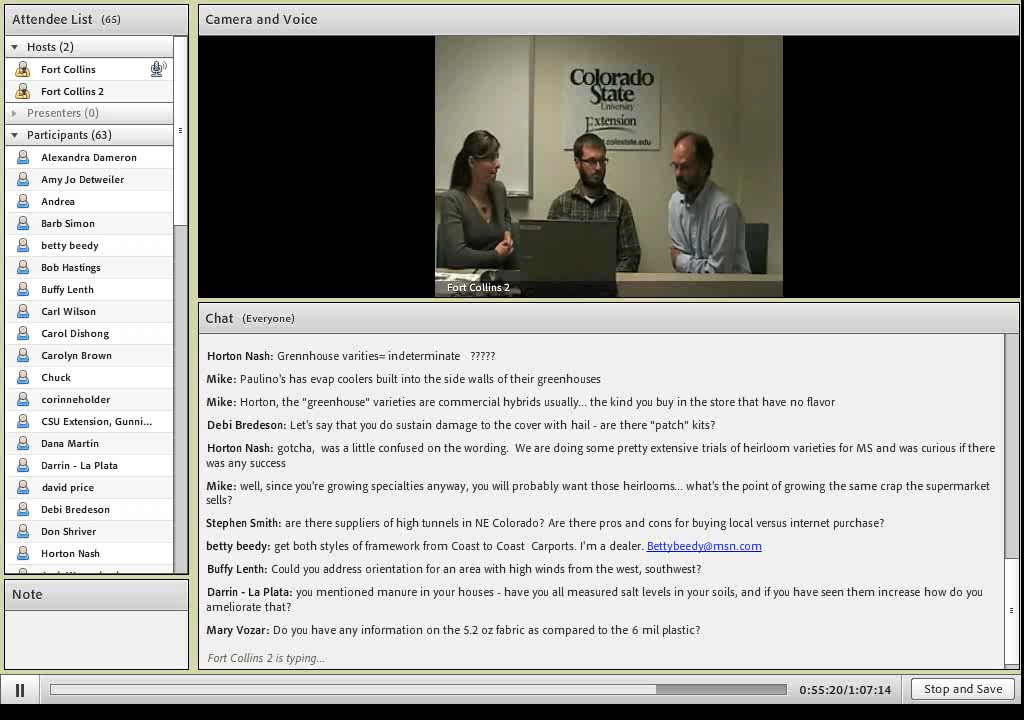 Attendee List (65)
Hosts (2)
Fort Collins
Fort Collins 2
Presenters (0)
Participants (63)
Alexandra Dameron
Amy Jo Detweiler
Andrea
Barb Simon
betty beedy
Bob Hastings
Buffy Lenth
Carl Wilson
Carol Dishong
Carolyn Brown
Chuck
corinneholder
CSU Extension, Gunni...
Dana Martin
Darrin - La Plata
david price
Debi Bredeson
Don Shriver
Horton Nash
Note
Camera and Voice
Colorado
State
University
Extension
.colostate.edu
Fort Collins 2
Chat (Everyone)
Horton Nash: Grennhouse varities= indeterminate ?????
Mike: Paulino's has evap coolers built into the side walls of their greenhouses
Mike: Horton, the "greenhouse" varieties are commercial hybrids usually... the kind you buy in the store that have no flavor
Debi Bredeson: Let's say that you do sustain damage to the cover with hail - are there "patch" kits?
Horton Nash: gotcha, was a little confused on the wording. We are doing some pretty extensive trials of heirloom varieties for MS and was curious if there
was any success
Mike: well, since you're growing specialties anyway, you will probably want those heirlooms... what's the point of growing the same crap the supermarket
sells?
Stephen Smith: are there suppliers of high tunnels in NE Colorado? Are there pros and cons for buying local versus internet purchase?
betty beedy: get both styles of framework from Coast to Coast Carports. I'm a dealer. Bettybeedy@msn.com
Buffy Lenth: Could you address orientation for an area with high winds from the west, southwest?
Darrin - La Plata: you mentioned manure in your houses - have you all measured salt levels in your soils, and if you have seen them increase how do you
ameliorate that?
Mary Vozar: Do you have any information on the 5.2 oz fabric as compared to the 6 mil plastic?
Fort Collins 2 is typing...
0:55:20/1:07:14
Stop and Save